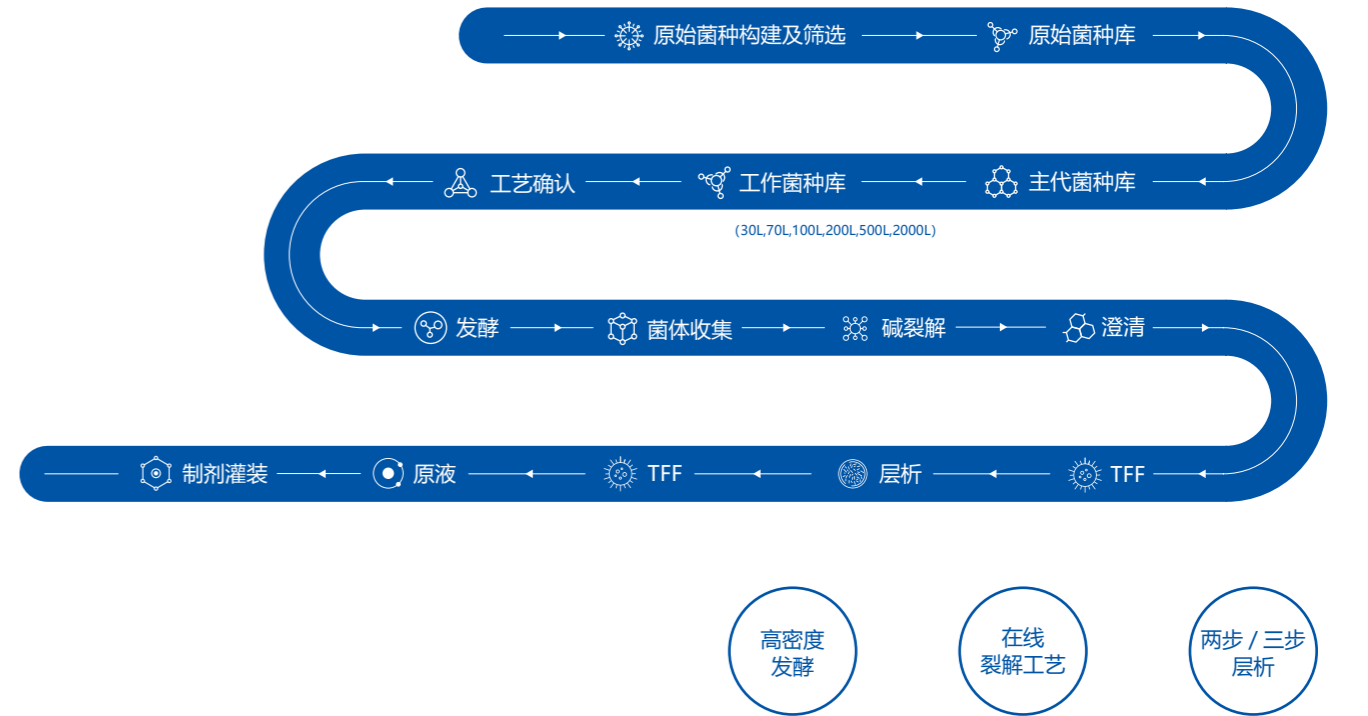 原始菌种构建及筛选
原始菌种库
主代菌种库
工作菌种库
工艺确认
(30L,70L,100L,200L,500L,2000L)
发酵
菌体收集
碱裂解
澄清
TFF
层析
TFF
原液
制剂灌装
高密度
发酵
在线
裂解工艺
两步 / 三步
层析